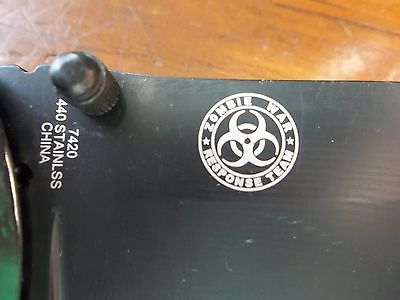 7420
440 STAINLSS
CHINA
ZOMBIE WAR
RESPONSE TEAM